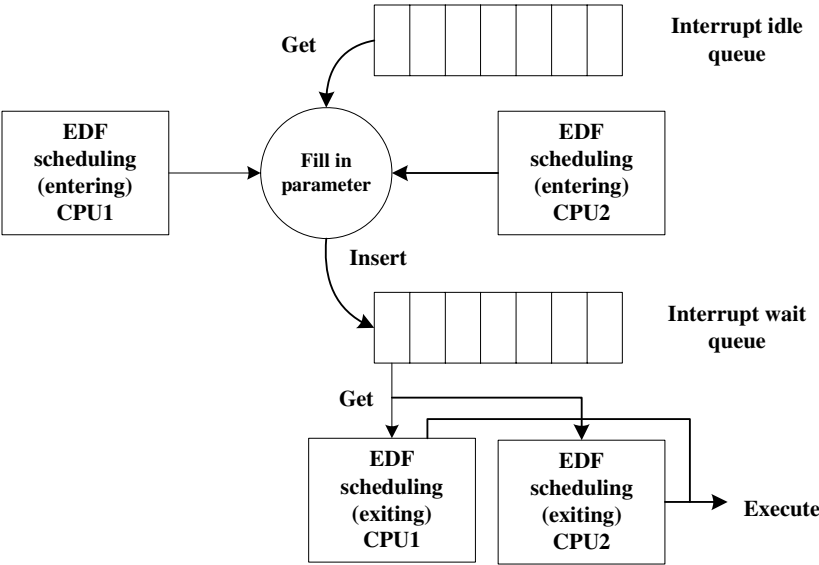 Get
Interrupt idle
queue
EDF
scheduling
(entering)
CPU1
Fill in
parameter
EDF
scheduling
(entering)
CPU2
Insert
Interrupt wait
queue
Get
EDF
scheduling
(exiting)
CPU1
EDF
scheduling
(exiting)
CPU2
Execute